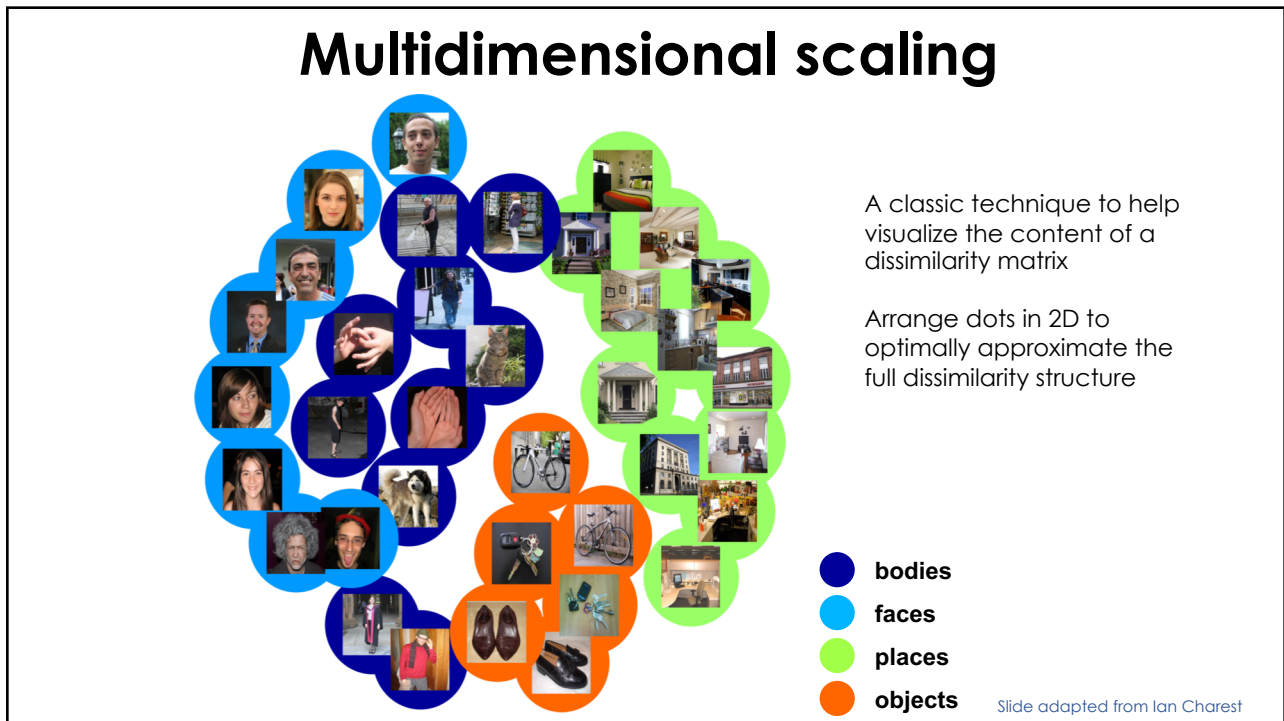 Multidimensional scaling
A classic technique to help
visualize the content of a
dissimilarity matrix
Arrange dots in 2D to
optimally approximate the
full dissimilarity structure
bodies
faces
places
objects
Slide adapted from Ian Charest